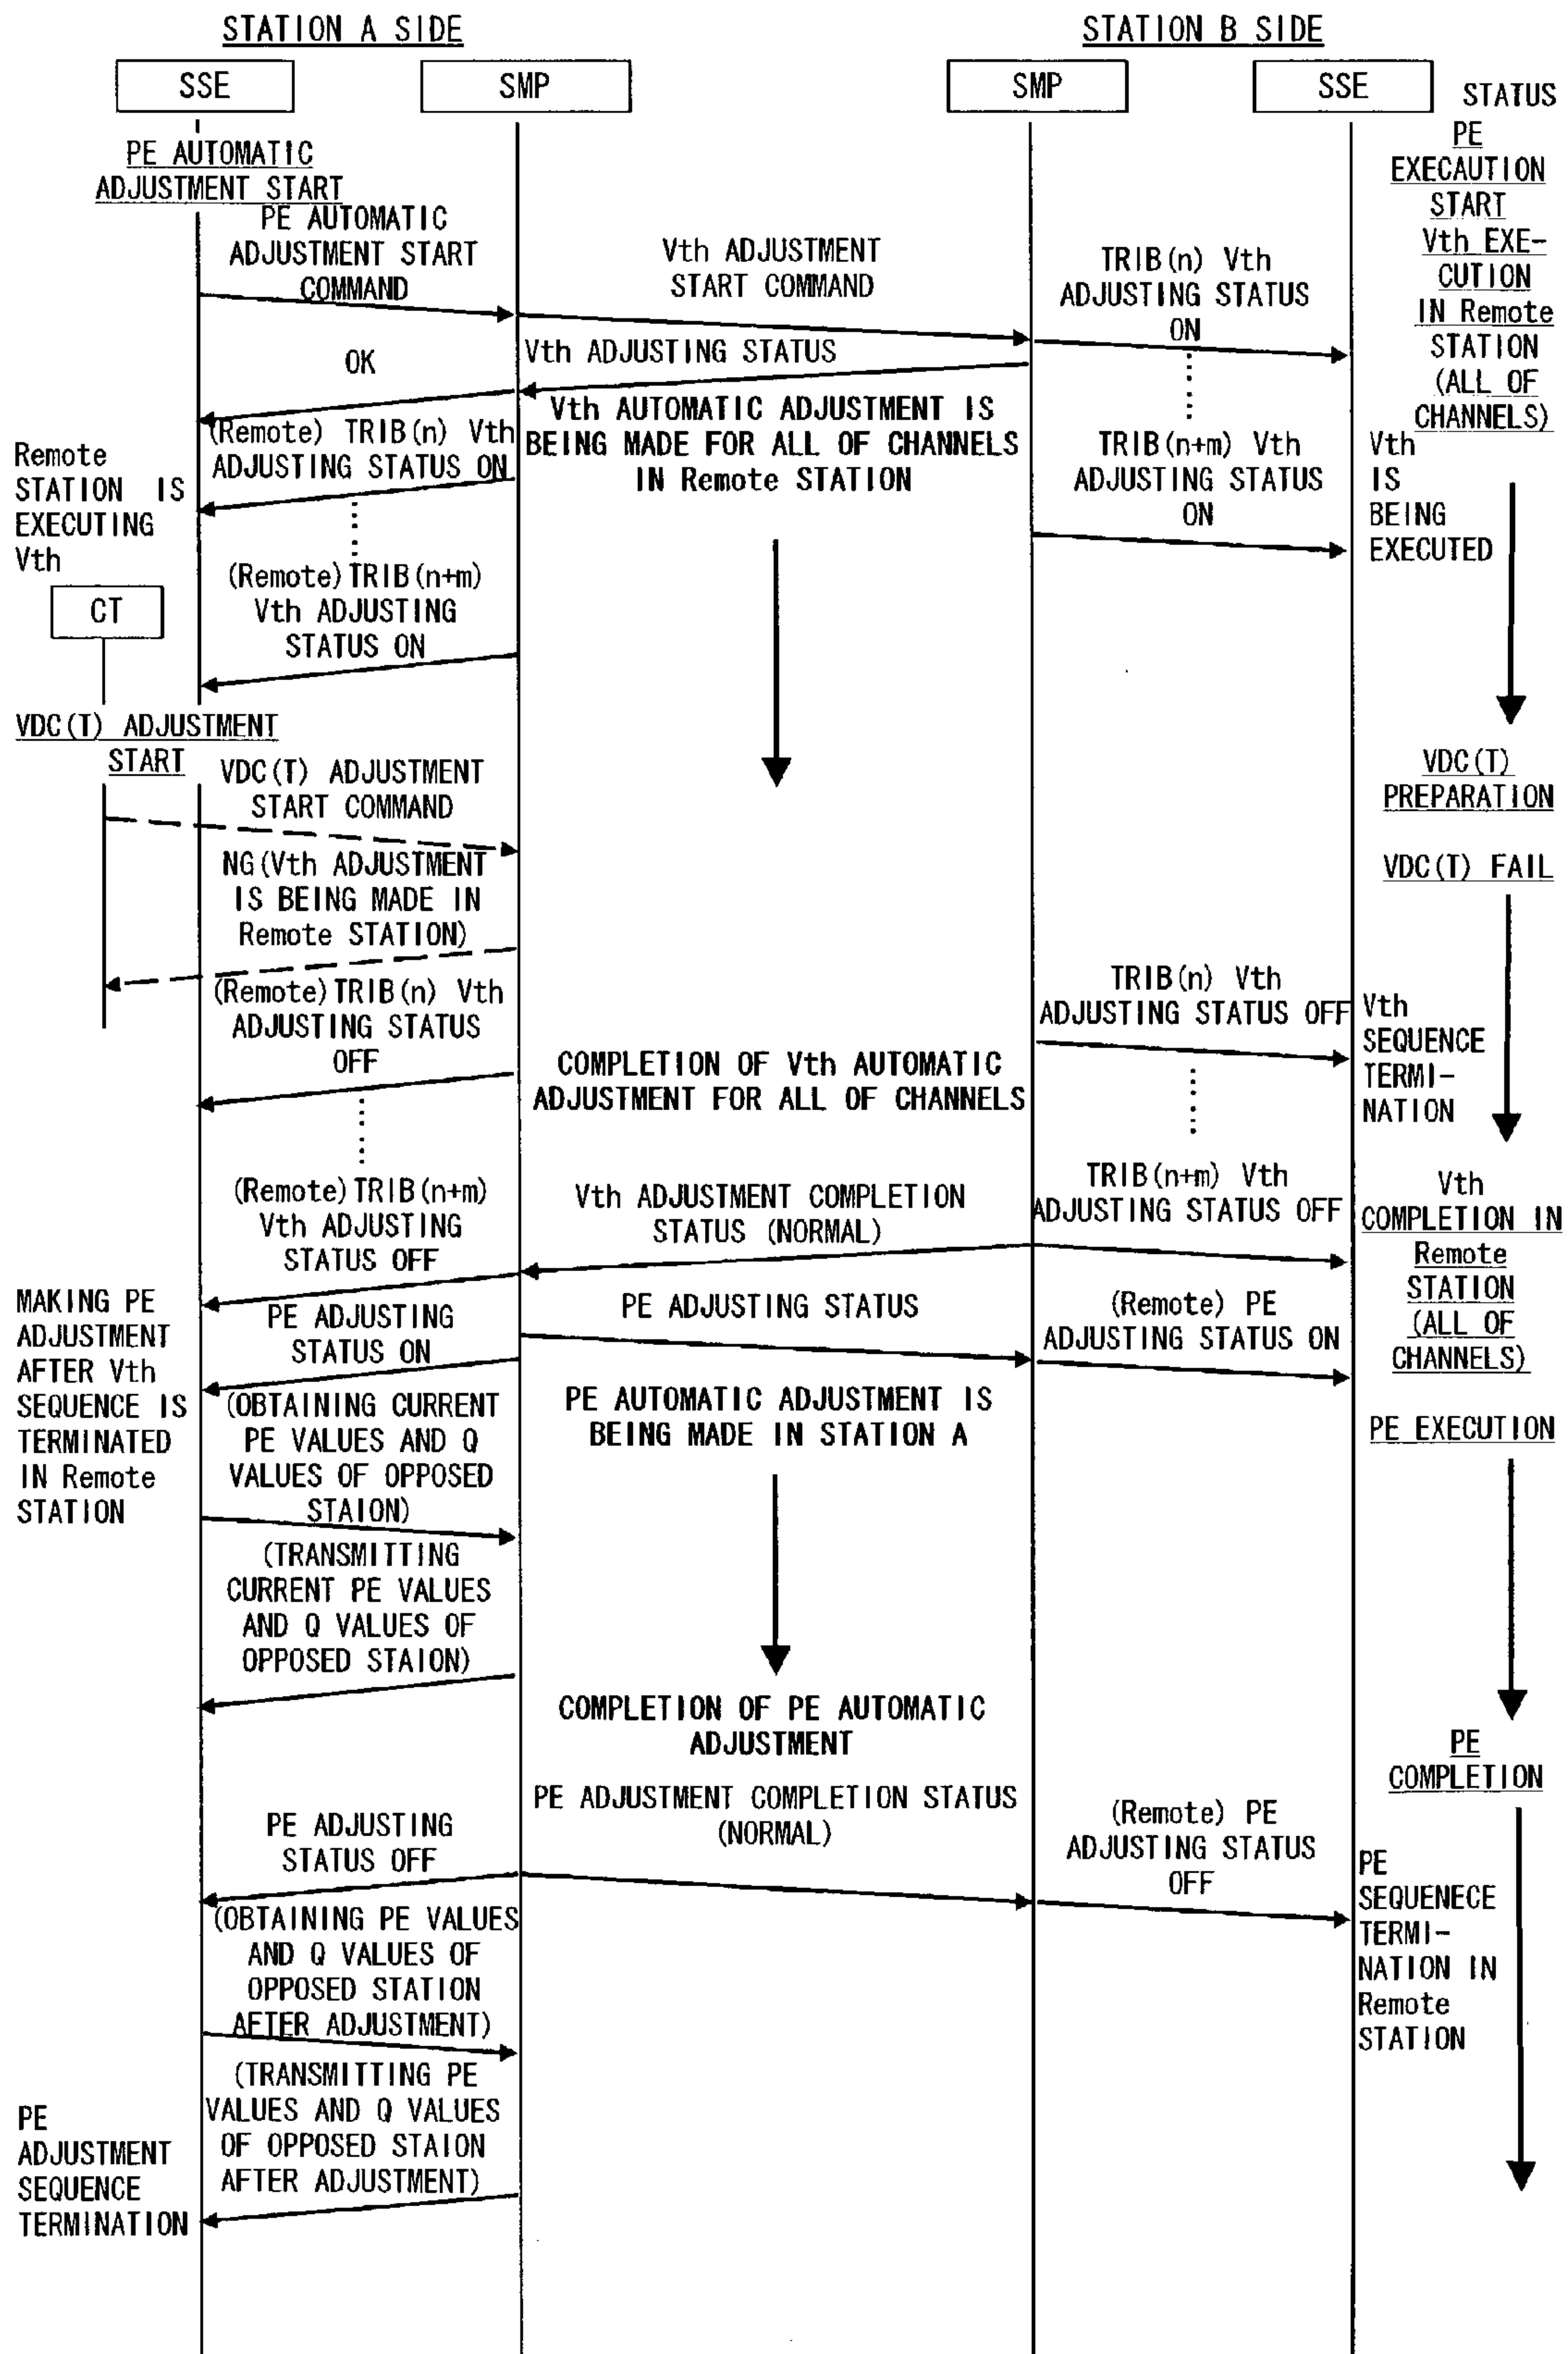 STATION A SIDE
STATION B SIDE
SSE
SMP
SMP
SSE
STATUS
PE AUTOMATIC
ADJUSTMENT START
PE AUTOMATIC
ADJUSTMENT START
COMMAND
Vth ADJUSTMENT
START COMMAND
TRIB(n) Vth
ADJUSTING STATUS
ON
PE
EXECAUTION
START
Vth EXE-
CUTION
IN Remote
STATION
(ALL OF
CHANNELS)
OK
Vth ADJUSTING STATUS
Vth AUTOMATIC ADJUSTMENT IS
BEING MADE FOR ALL OF CHANNELS
IN Remote STATION
(Remote) TRIB(n) Vth
ADJUSTING STATUS ON
TRIB(n+m) Vth
ADJUSTING STATUS
ON
Vth
IS
BEING
EXECUTED
Remote
STATION IS
EXECUTING
Vth
(Remote)TRIB(n+m)
Vth ADJUSTING
STATUS ON
CT
VDC(T) ADJUSTMENT
START
VDC(T) ADJUSTMENT
START COMMAND
VDC(T)
PREPARATION
NG(Vth ADJUSTMENT
IS BEING MADE IN
Remote STATION)
VDC(T) FAIL
(Remote)TRIB(n) Vth
ADJUSTING STATUS
OFF
TRIB(n) Vth
ADJUSTING STATUS OFF
Vth
SEQUENCE
TERMI-
NATION
COMPLETION OF Vth AUTOMATIC
ADJUSTMENT FOR ALL OF CHANNELS
(Remote)TRIB(n+m)
Vth ADJUSTING
STATUS OFF
Vth ADJUSTMENT COMPLETION
STATUS (NORMAL)
TRIB(n+m) Vth
ADJUSTING STATUS OFF
Vth
COMPLETION IN
Remote
STATION
(ALL OF
CHANNELS)
MAKING PE
ADJUSTMENT
AFTER Vth
SEQUENCE IS
TERMINATED
IN Remote
STATION
PE ADJUSTING
STATUS ON
PE ADJUSTING STATUS
(Remote) PE
ADJUSTING STATUS ON
(OBTAINING CURRENT
PE VALUES AND Q
VALUES OF OPPOSED
STAION)
PE AUTOMATIC ADJUSTMENT IS
BEING MADE IN STATION A
PE EXECUTION
(TRANSMITTING
CURRENT PE VALUES
AND Q VALUES OF
OPPOSED STAION)
COMPLETION OF PE AUTOMATIC
ADJUSTMENT
PE
COMPLETION
PE ADJUSTING
STATUS OFF
PE ADJUSTMENT COMPLETION STATUS
(NORMAL)
(Remote) PE
ADJUSTING STATUS
OFF
PE
SEQUENECE
TERMI-
NATION IN
Remote
STATION
(OBTAINING PE VALUES
AND Q VALUES OF
OPPOSED STATION
AFTER ADJUSTMENT)
(TRANSMITTING PE
VALUES AND Q VALUES
OF OPPOSED STAION
AFTER ADJUSTMENT)
PE
ADJUSTMENT
SEQUENCE
TERMINATION